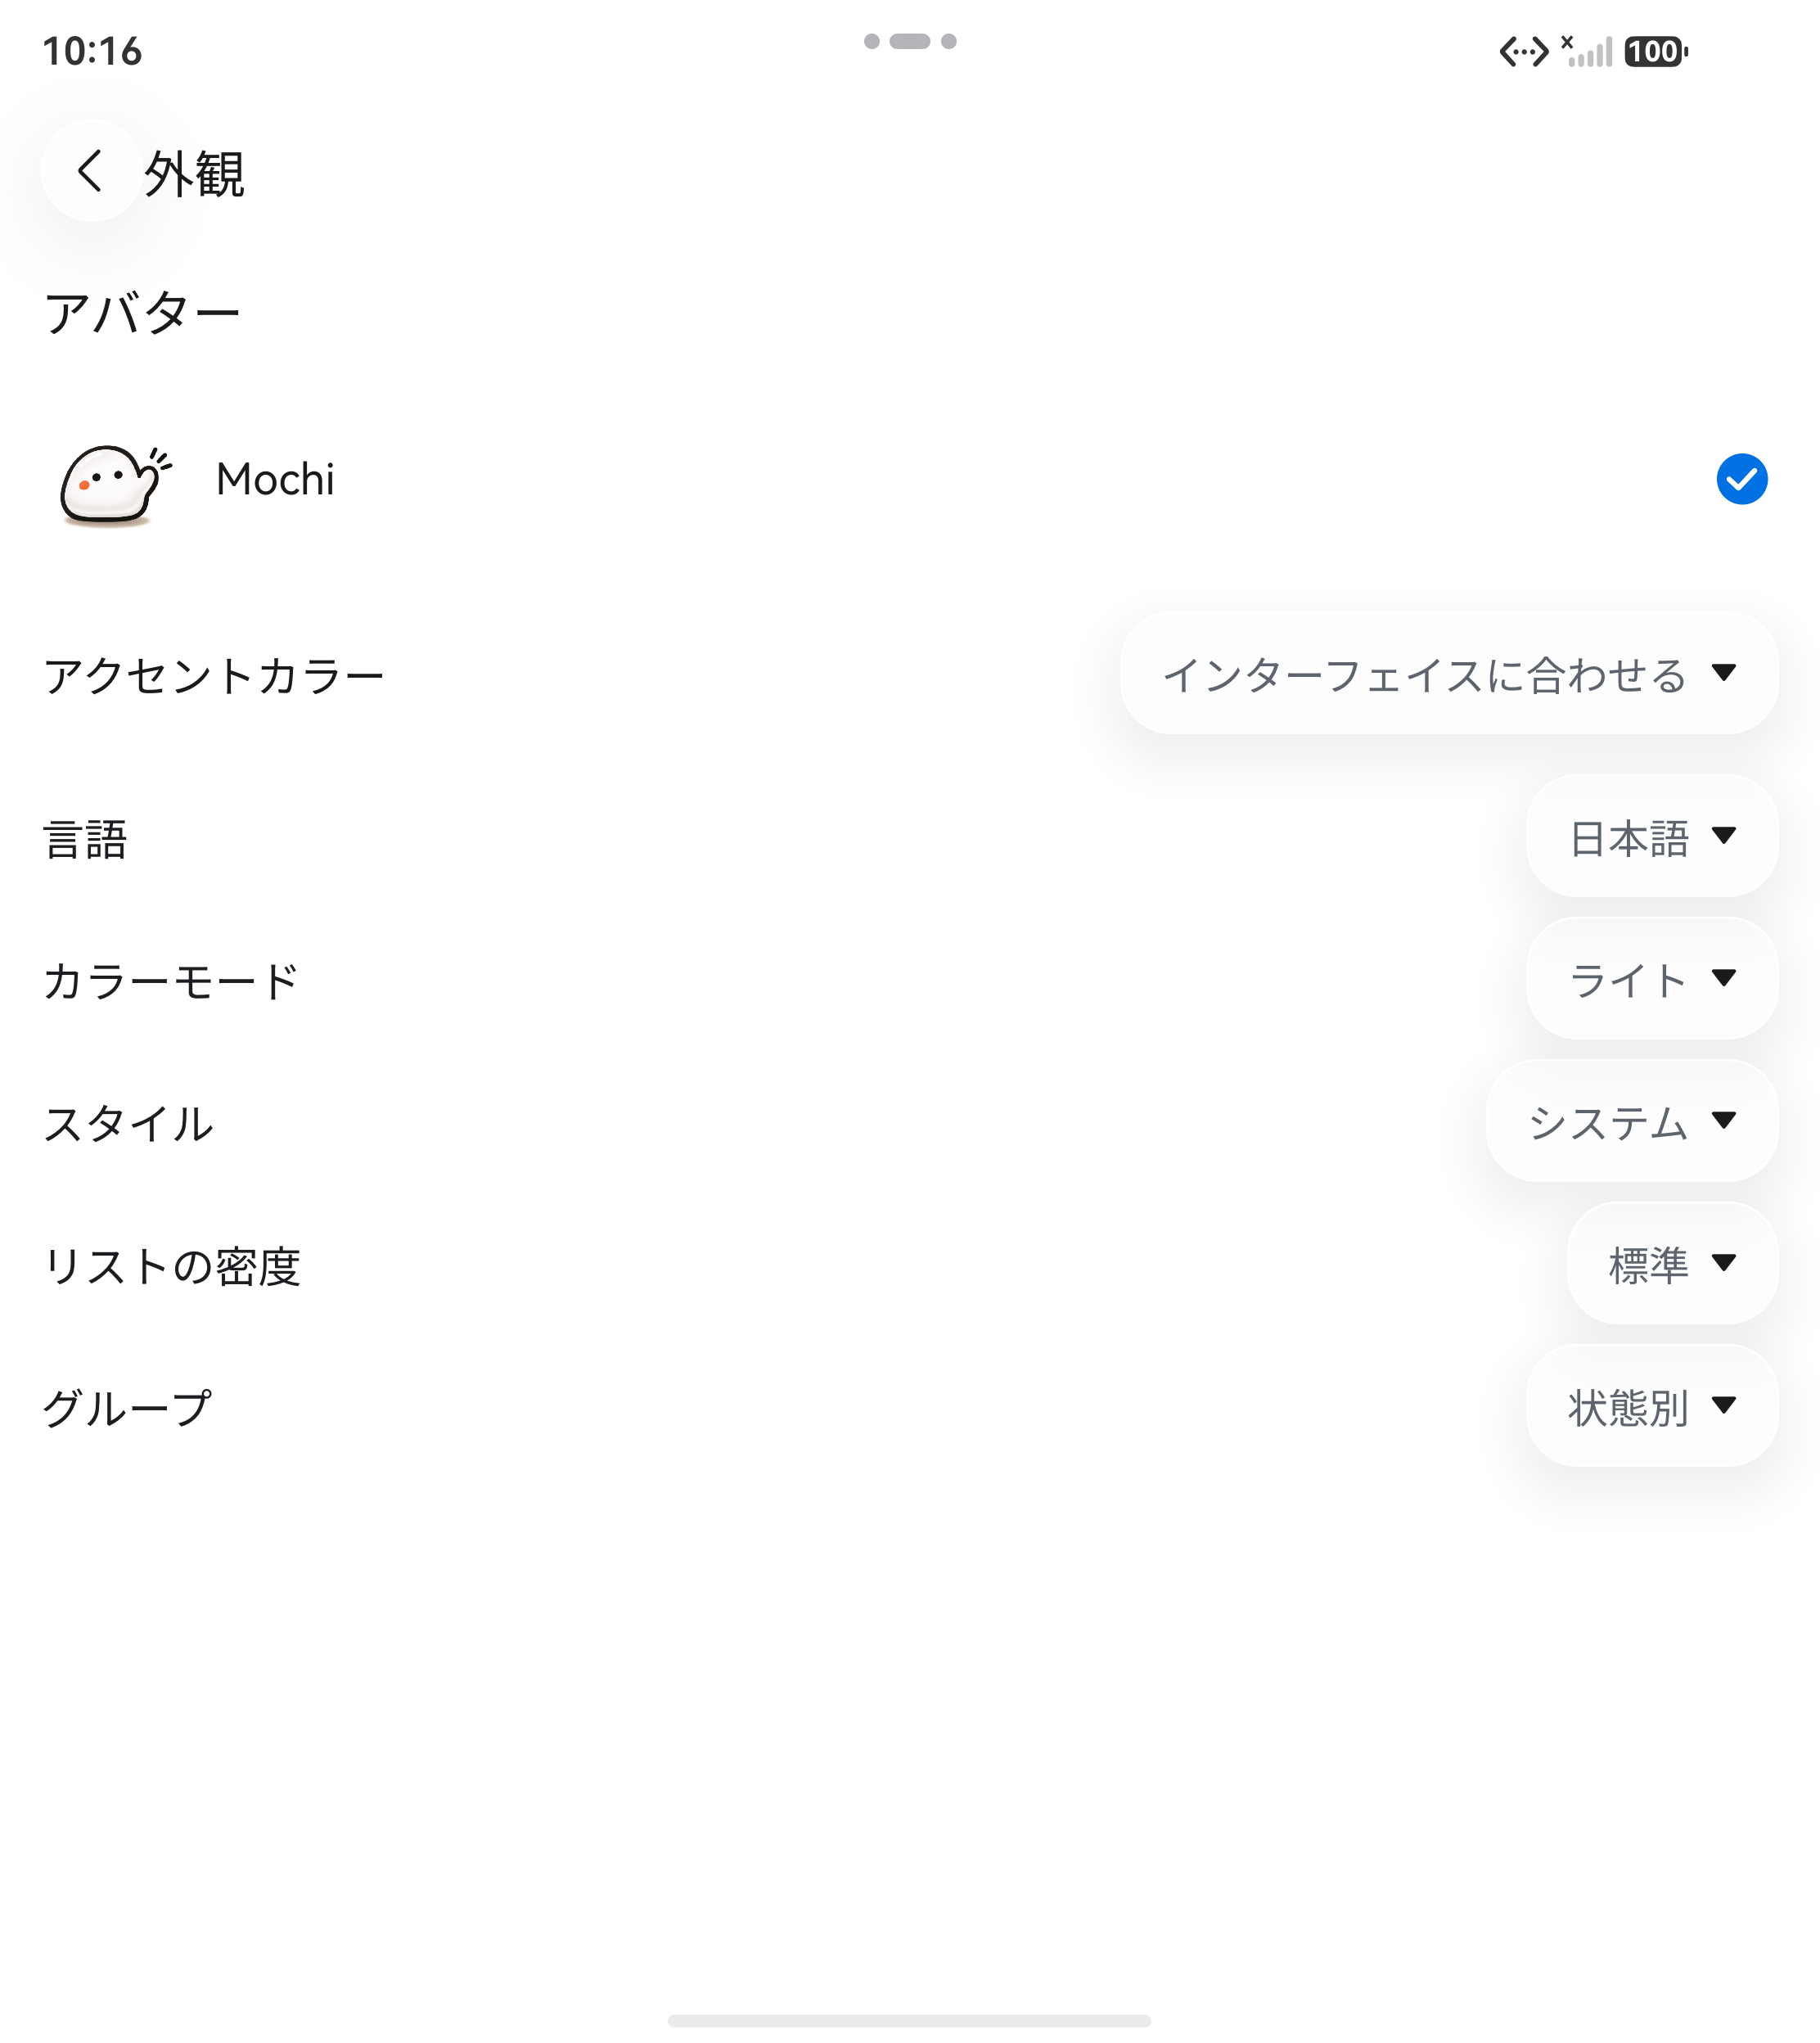 10:16
100
外観
アバター
Mochi
アクセントカラー
インターフェイスに合わせる
言語
日本語
カラーモード
ライト
スタイル
システム
リストの密度
標準
グループ
状態別